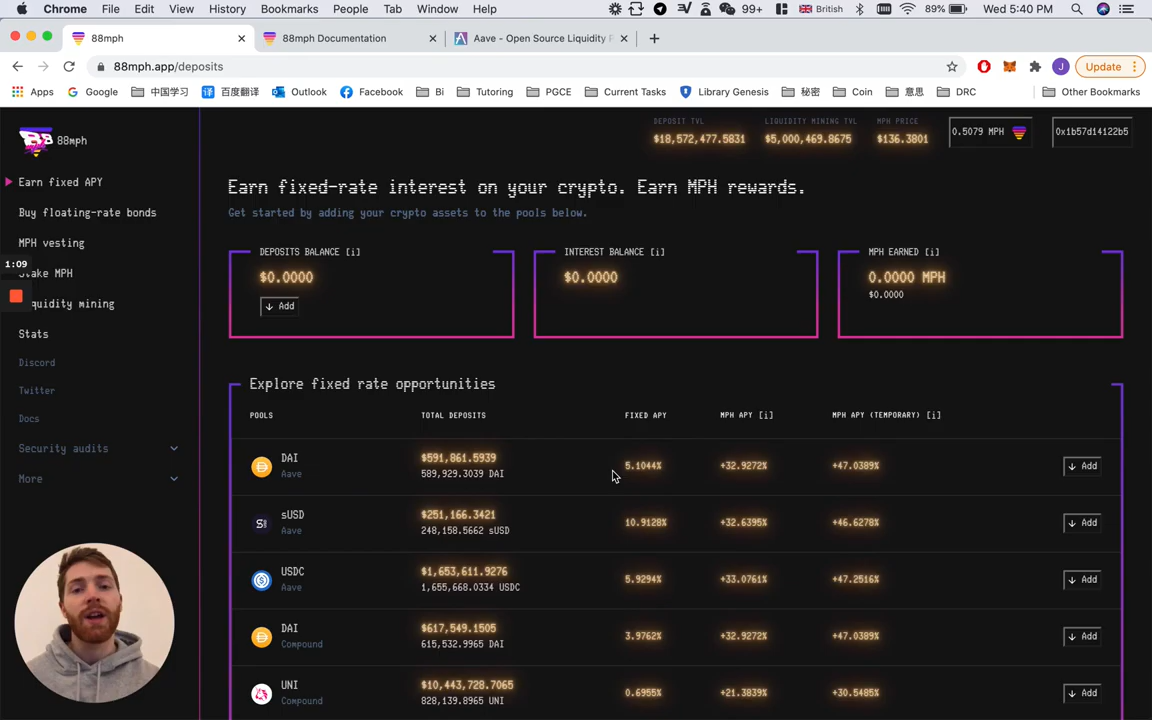 Chrome File Edit View History Bookmarks People Tab Window Help 99+ British 89% Wed 5:40 PM
88mph 88mph Documentation Aave - Open Source Liquidity
88mph.app/deposits Update
Apps Google 中国学习 百度翻译 Outlook Facebook Bi Tutoring PGCE Current Tasks Library Genesis 秘密 Coin 意思 DRC Other Bookmarks
DEPOSIT TVL LIQUIDITY MINING TVL MPH PRICE
$18,572,477.5831 $5,000,469.8675 $136.3801 0.5079 MPH 0x1b57d14122b5
88mph
Earn fixed APY
Buy floating-rate bonds
MPH vesting
1:09
Stake MPH
quidity mining
Stats
Discord
Twitter
Docs
Security audits
More
Earn fixed-rate interest on your crypto. Earn MPH rewards.
Get started by adding your crypto assets to the pools below.
DEPOSITS BALANCE [i] INTEREST BALANCE [i] MPH EARNED [i]
$0.0000 $0.0000 0.0000 MPH
$0.0000
Add
Explore fixed rate opportunities
POOLS TOTAL DEPOSITS FIXED APY MPH APY [i] MPH APY (TEMPORARY) [i]
DAI $591,861.5939 5.1044% +32.9272% +47.0389% Add
Aave 589,929.3039 DAI
sUSD $251,166.3421 10.9128% +32.6395% +46.6278% Add
Aave 248,158.5662 sUSD
USDC $1,653,611.9276 5.9294% +33.0761% +47.2516% Add
Aave 1,655,668.0334 USDC
DAI $617,549.1505 3.9762% +32.9272% +47.0389% Add
Compound 615,532.9965 DAI
UNI $10,443,728.7065 0.6955% +21.3839% +30.5485% Add
Compound 828,139.8965 UNI